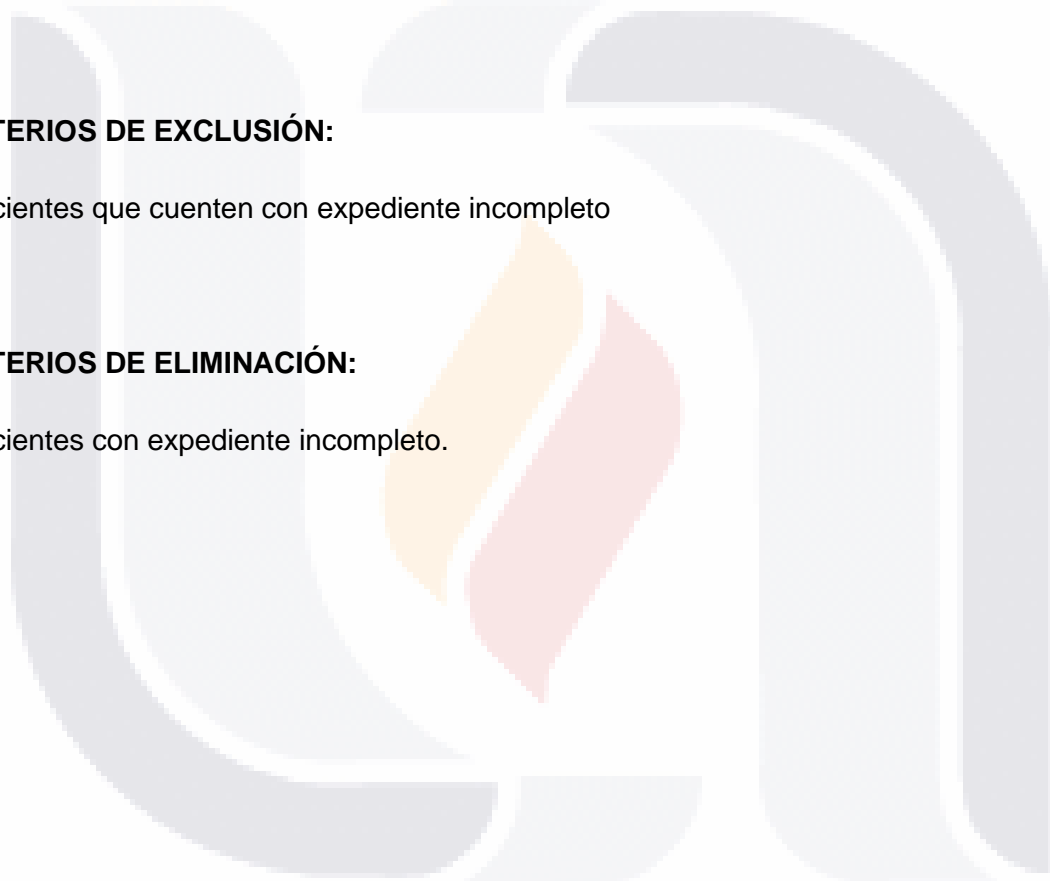 TERIOS DE EXCLUSIÓN:
cientes que cuenten con expediente incompleto
TERIOS DE ELIMINACIÓN:
cientes con expediente incompleto.